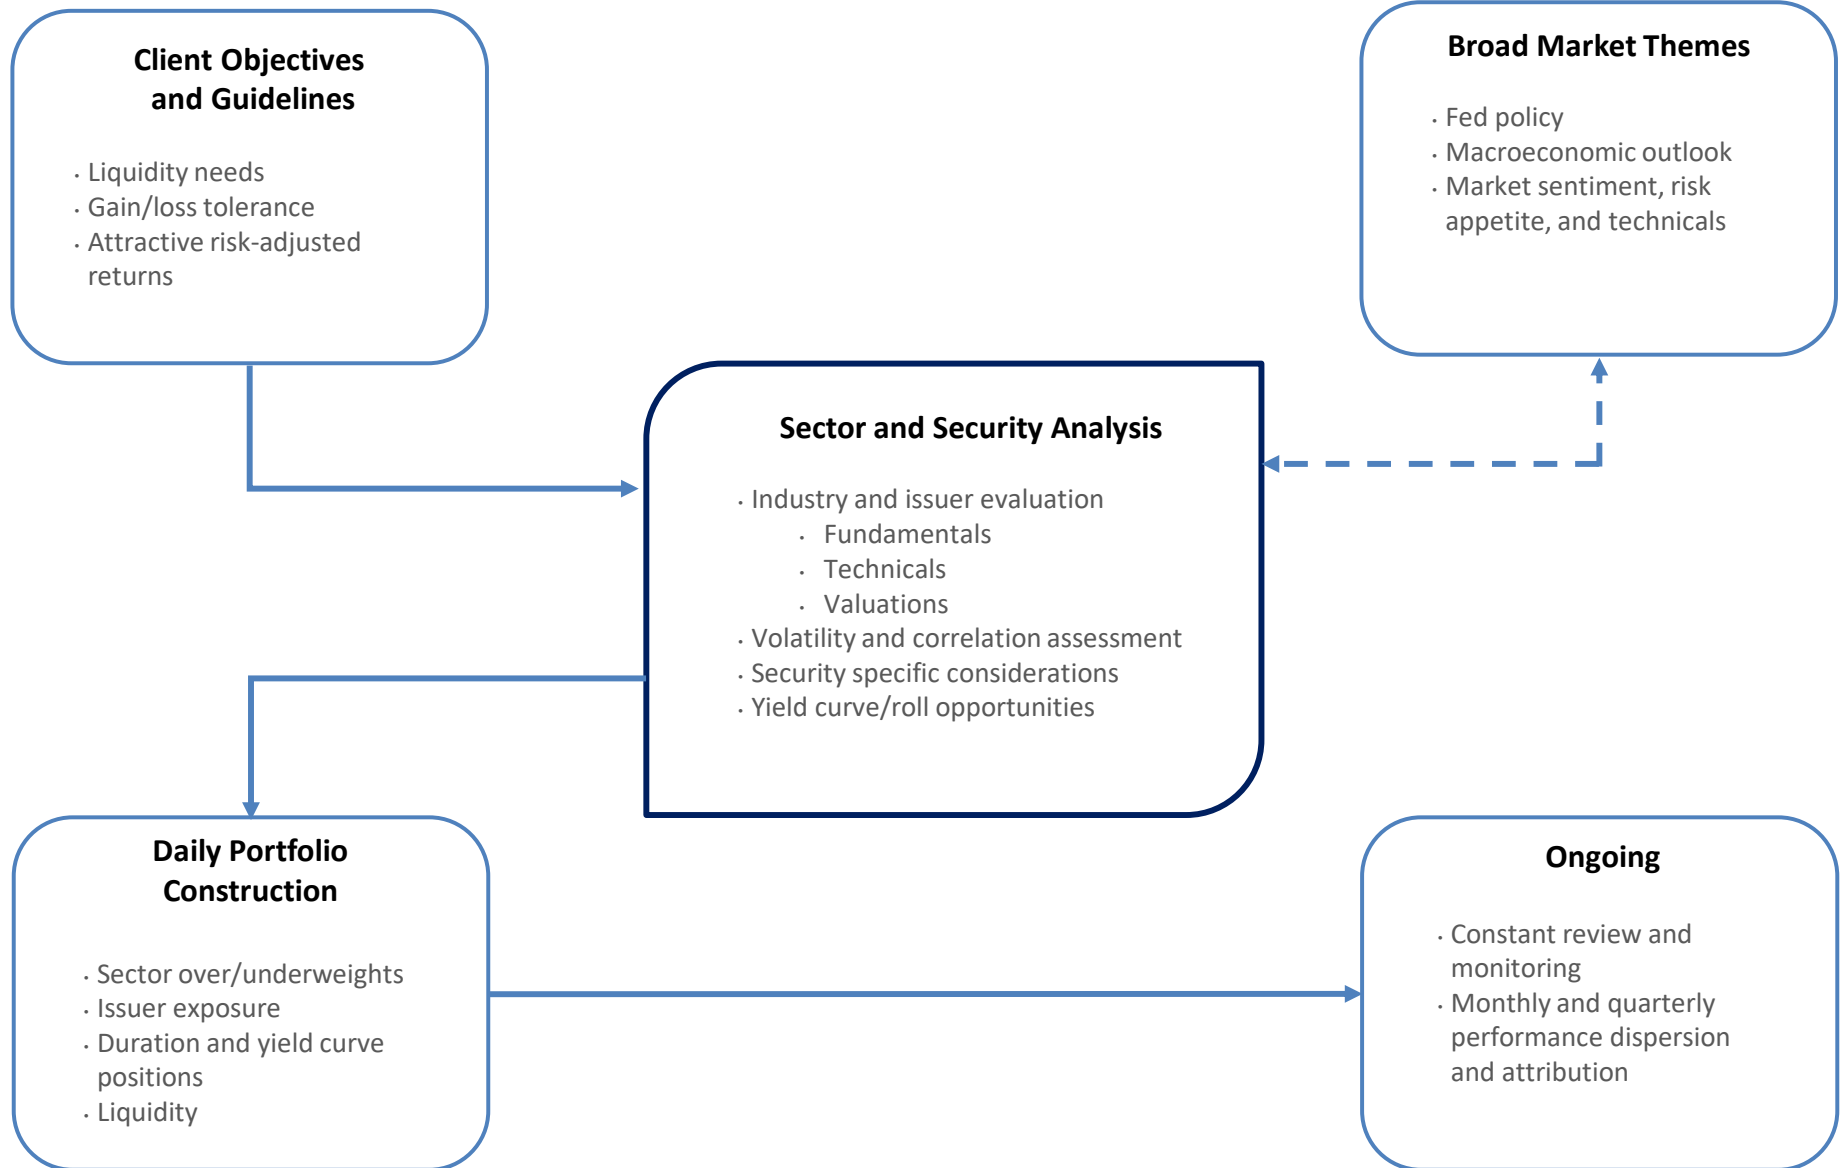 Client Objectives
and Guidelines
· Liquidity needs
· Gain/loss tolerance
· Attractive risk-adjusted
returns
Broad Market Themes
· Fed policy
· Macroeconomic outlook
· Market sentiment, risk
appetite, and technicals
Sector and Security Analysis
· Industry and issuer evaluation
· Fundamentals
· Technicals
· Valuations
· Volatility and correlation assessment
· Security specific considerations
· Yield curve/roll opportunities
Daily Portfolio
Construction
· Sector over/underweights
· Issuer exposure
· Duration and yield curve
positions
· Liquidity
Ongoing
· Constant review and
monitoring
· Monthly and quarterly
performance dispersion
and attribution